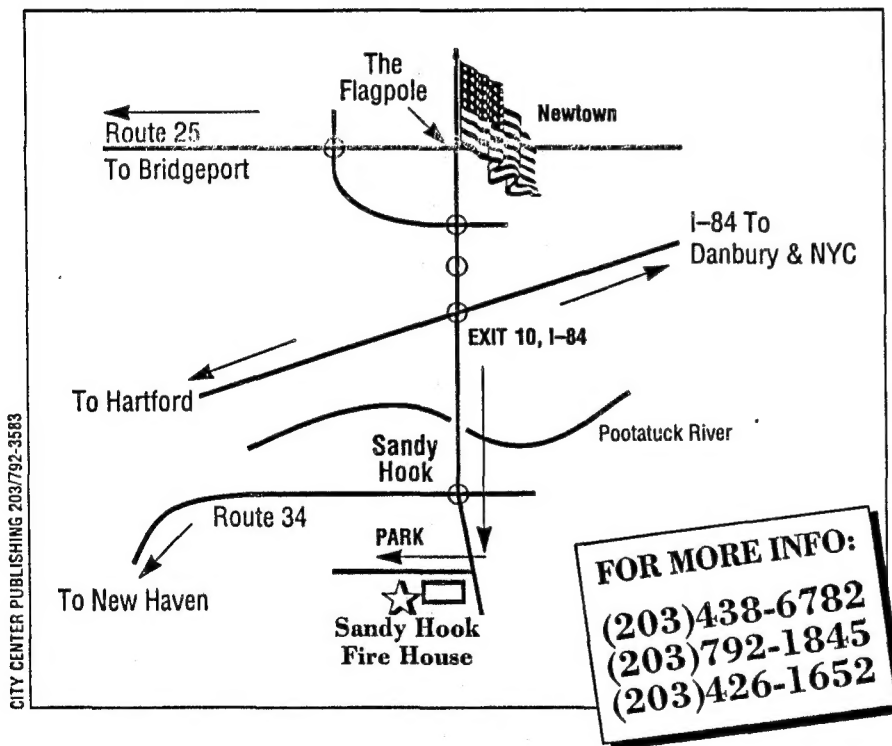 The
Flagpole
Newtown
Route 25
To Bridgeport
I–84 To
Danbury & NYC
EXIT 10, I–84
To Hartford
Pootatuck River
Sandy
Hook
Route 34
PARK
To New Haven
Sandy Hook
Fire House
FOR MORE INFO:
(203)438-6782
(203)792-1845
(203)426-1652
CITY CENTER PUBLISHING 203/792-3583